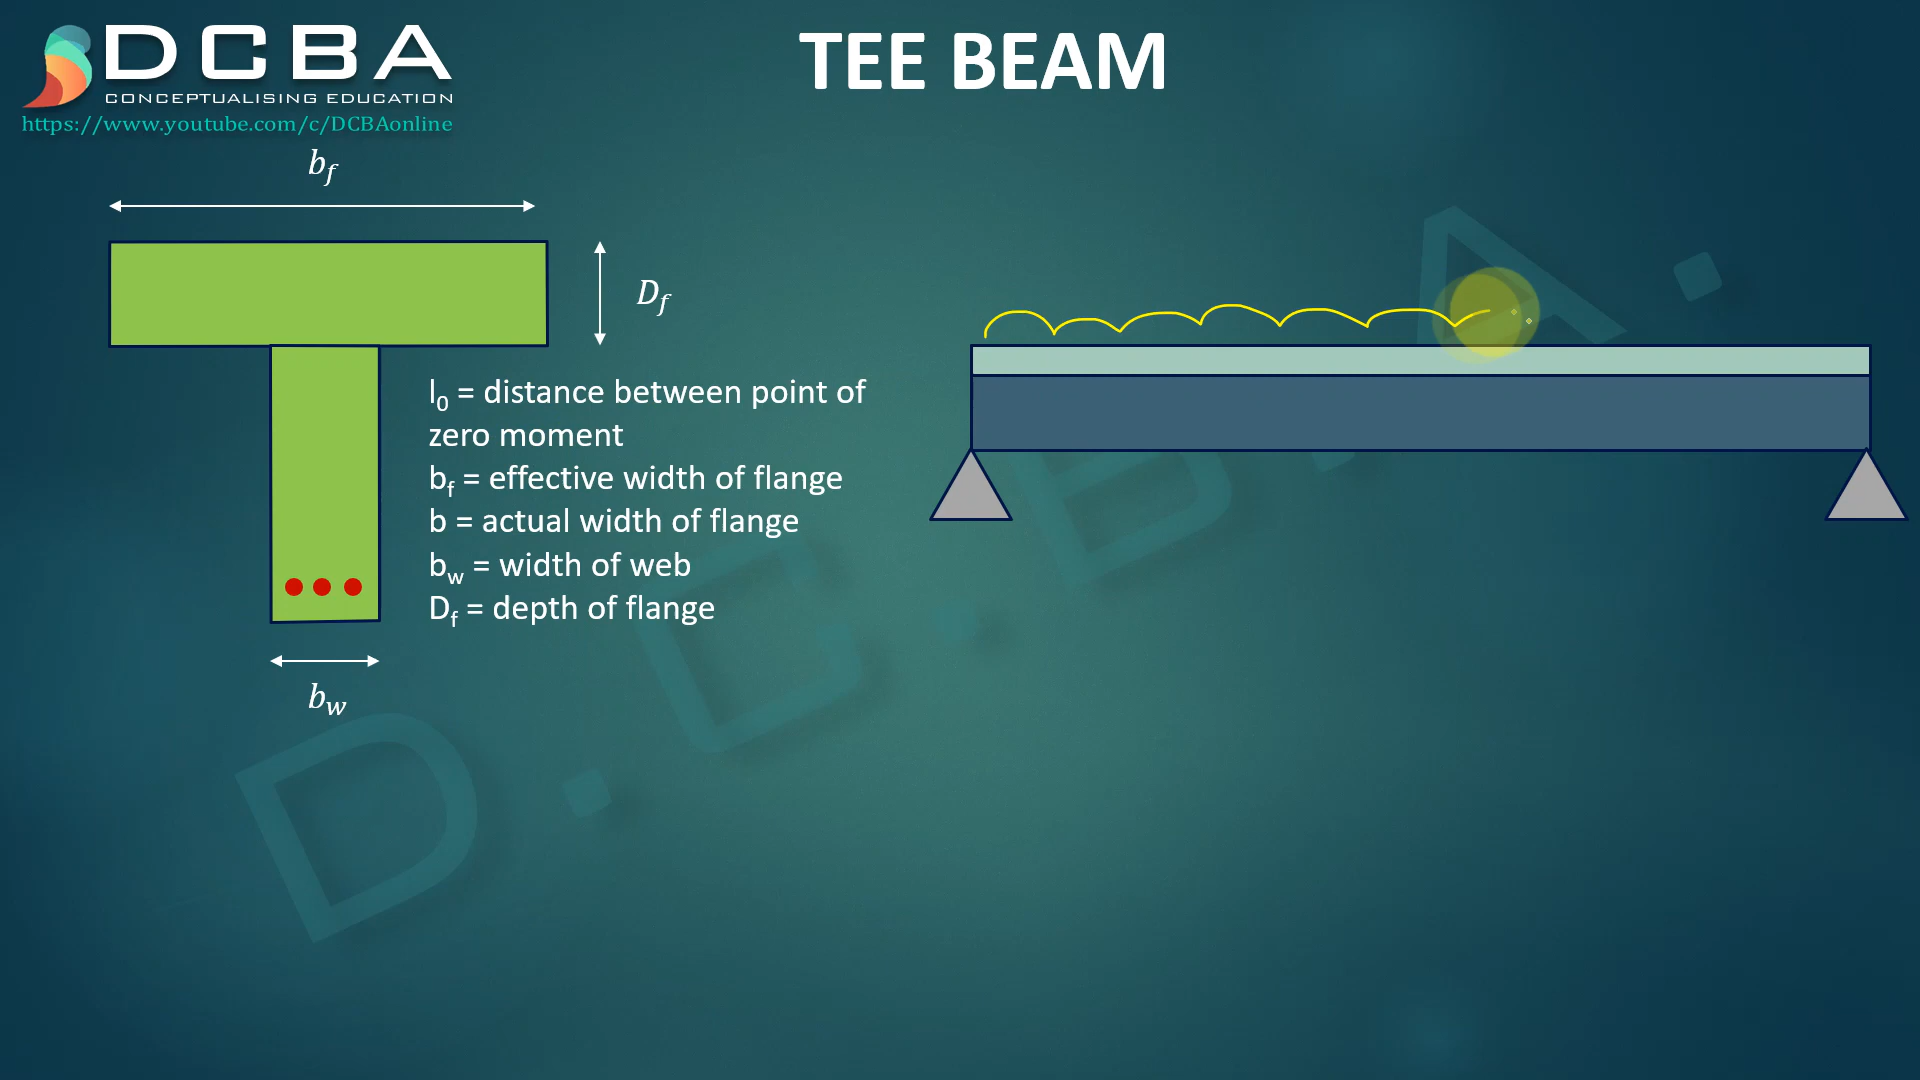 DCBA
CONCEPTUALISING EDUCATION
https://www.youtube.com/c/DCBAonline
TEE BEAM
b_f
D_f
l_0 = distance between point of
zero moment
b_f = effective width of flange
b = actual width of flange
b_w = width of web
D_f = depth of flange
b_w
D.C.B.A.